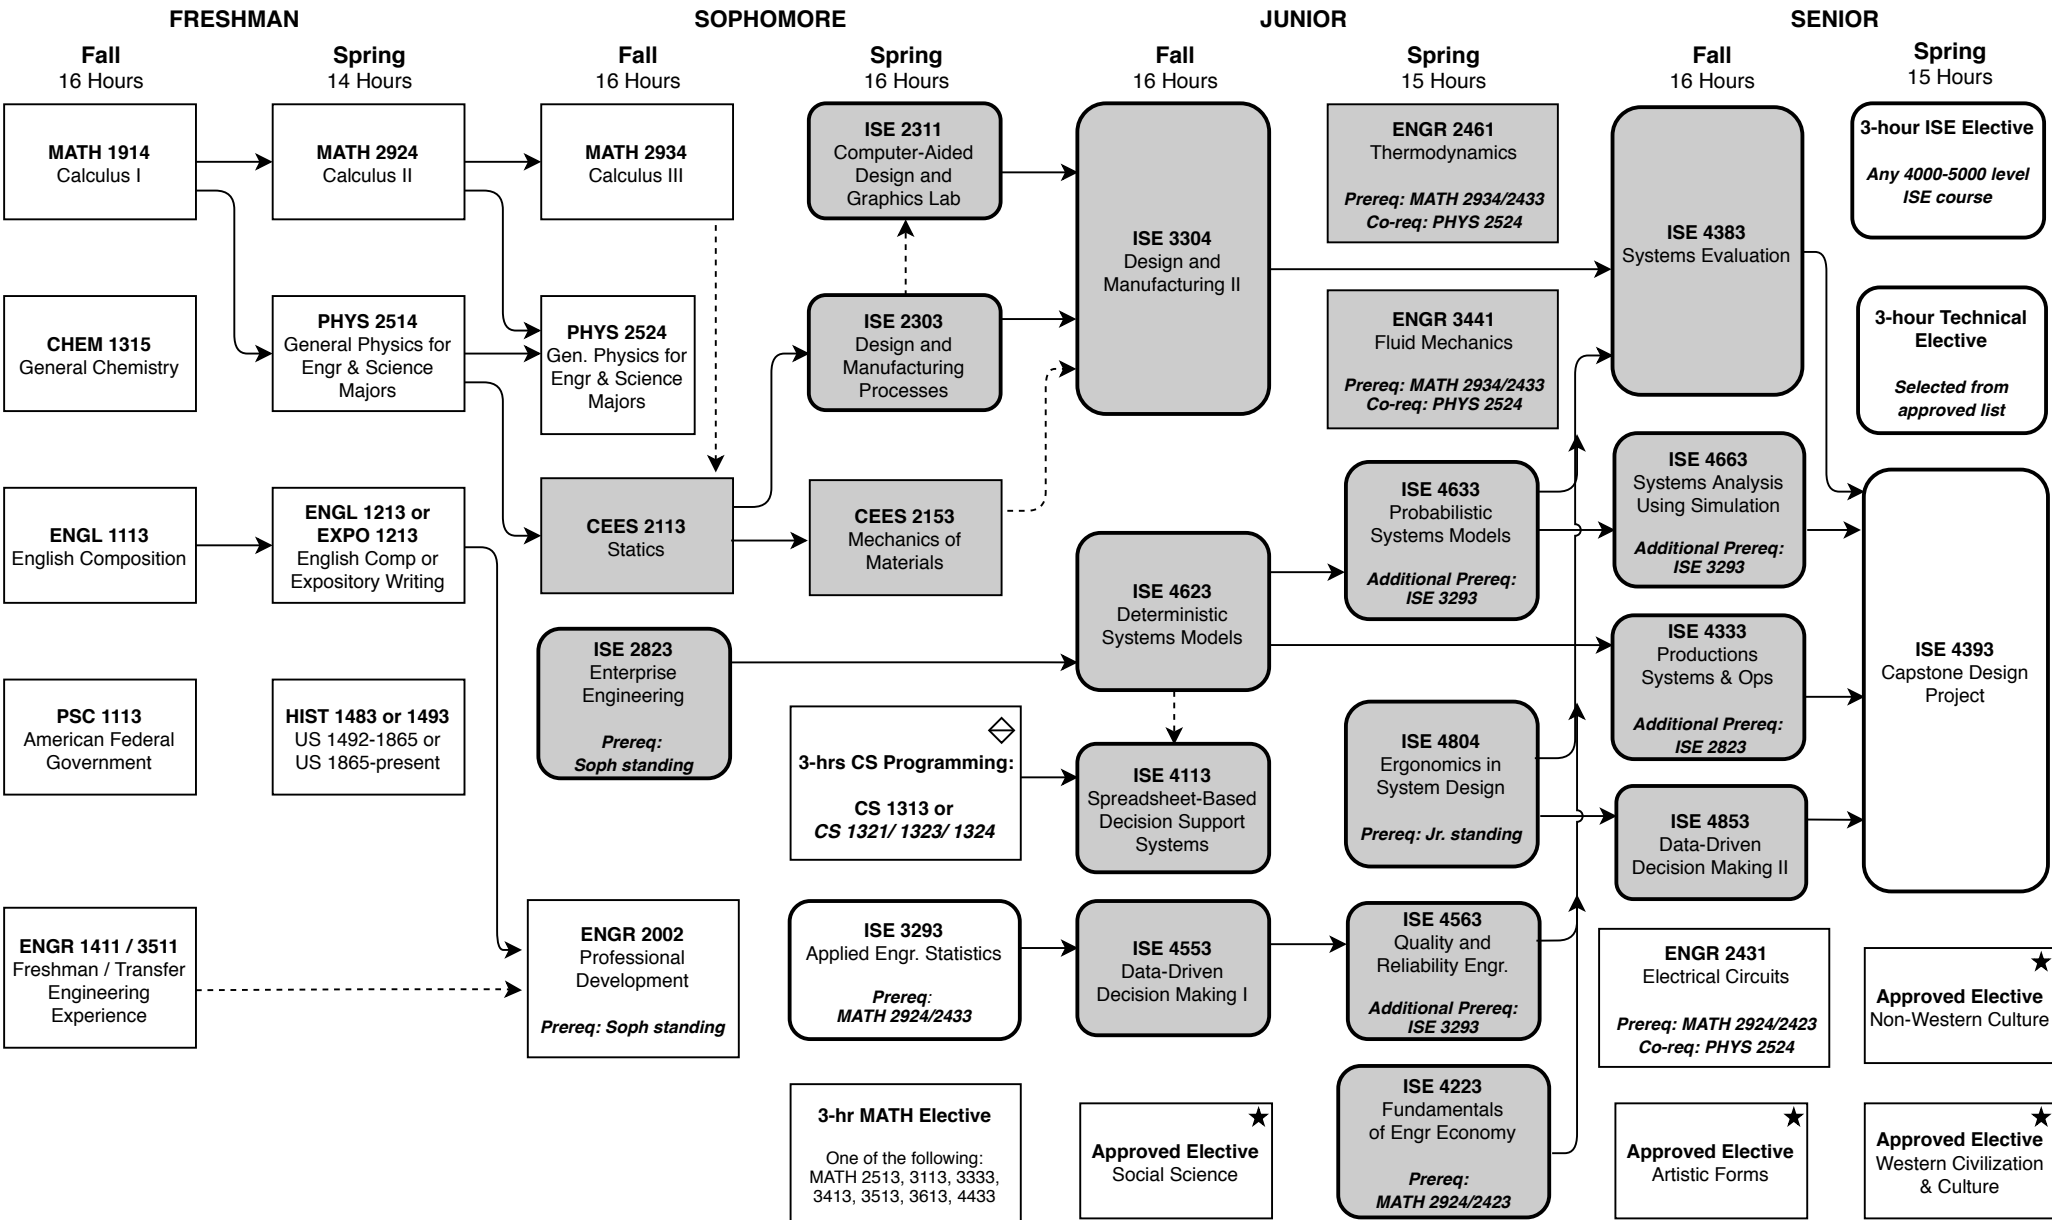 FRESHMAN
SOPHOMORE
JUNIOR
SENIOR
Fall
16 Hours
Spring
14 Hours
Fall
16 Hours
Spring
16 Hours
Fall
16 Hours
Spring
15 Hours
Fall
16 Hours
Spring
15 Hours
MATH 1914
Calculus I
CHEM 1315
General Chemistry
ENGL 1113
English Composition
PSC 1113
American Federal
Government
ENGR 1411 / 3511
Freshman / Transfer
Engineering
Experience
MATH 2924
Calculus II
PHYS 2514
General Physics for
Engr & Science
Majors
ENGL 1213 or
EXPO 1213
English Comp or
Expository Writing
HIST 1483 or 1493
US 1492-1865 or
US 1865-present
MATH 2934
Calculus III
PHYS 2524
Gen. Physics for
Engr & Science
Majors
CEES 2113
Statics
ISE 2823
Enterprise
Engineering
Prereq:
Soph standing
ENGR 2002
Professional
Development
Prereq: Soph standing
ISE 2311
Computer-Aided
Design and
Graphics Lab
ISE 2303
Design and
Manufacturing
Processes
CEES 2153
Mechanics of
Materials
3-hrs CS Programming:
CS 1313 or
CS 1321/ 1323/ 1324
ISE 3293
Applied Engr. Statistics
Prereq:
MATH 2924/2433
3-hr MATH Elective
One of the following:
MATH 2513, 3113, 3333,
3413, 3513, 3613, 4433
ISE 3304
Design and
Manufacturing II
ISE 4623
Deterministic
Systems Models
ISE 4113
Spreadsheet-Based
Decision Support
Systems
ISE 4553
Data-Driven
Decision Making I
Approved Elective
Social Science
ENGR 2461
Thermodynamics
Prereq: MATH 2934/2433
Co-req: PHYS 2524
ENGR 3441
Fluid Mechanics
Prereq: MATH 2934/2433
Co-req: PHYS 2524
ISE 4633
Probabilistic
Systems Models
Additional Prereq:
ISE 3293
ISE 4804
Ergonomics in
System Design
Prereq: Jr. standing
ISE 4563
Quality and
Reliability Engr.
Additional Prereq:
ISE 3293
ISE 4223
Fundamentals
of Engr Economy
Prereq:
MATH 2924/2423
ISE 4383
Systems Evaluation
ISE 4663
Systems Analysis
Using Simulation
Additional Prereq:
ISE 3293
ISE 4333
Productions
Systems & Ops
Additional Prereq:
ISE 2823
ISE 4853
Data-Driven
Decision Making II
ENGR 2431
Electrical Circuits
Prereq: MATH 2924/2423
Co-req: PHYS 2524
Approved Elective
Artistic Forms
3-hour ISE Elective
Any 4000-5000 level
ISE course
3-hour Technical
Elective
Selected from
approved list
ISE 4393
Capstone Design
Project
Approved Elective
Non-Western Culture
Approved Elective
Western Civilization
& Culture